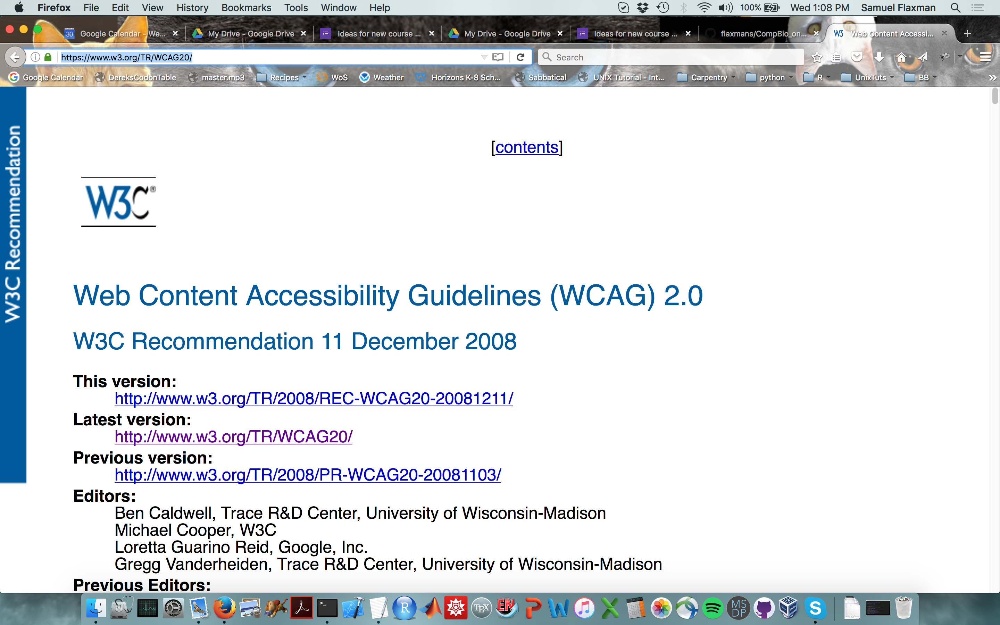 Firefox File Edit View History Bookmarks Tools Window Help 100% Wed 1:08 PM Samuel Flaxman
30 Google Calendar - We... My Drive - Google Drive Ideas for new course ... My Drive - Google Drive Ideas for new course ... flaxmans/CompBio_on... W3 Web Content Accessi...
https://www.w3.org/TR/WCAG20/ Search
Google Calendar DereksCodonTable master.mp3 Recipes WoS Weather Horizons K-8 Sch... Sabbatical UNIX Tutorial - Int... Carpentry python R UnixTuts BB
W3C Recommendation
[contents]
W3C®
Web Content Accessibility Guidelines (WCAG) 2.0
W3C Recommendation 11 December 2008
This version:
http://www.w3.org/TR/2008/REC-WCAG20-20081211/
Latest version:
http://www.w3.org/TR/WCAG20/
Previous version:
http://www.w3.org/TR/2008/PR-WCAG20-20081103/
Editors:
Ben Caldwell, Trace R&D Center, University of Wisconsin-Madison
Michael Cooper, W3C
Loretta Guarino Reid, Google, Inc.
Gregg Vanderheiden, Trace R&D Center, University of Wisconsin-Madison
Previous Editors:
R TEX EN P W X MS DP S PDF